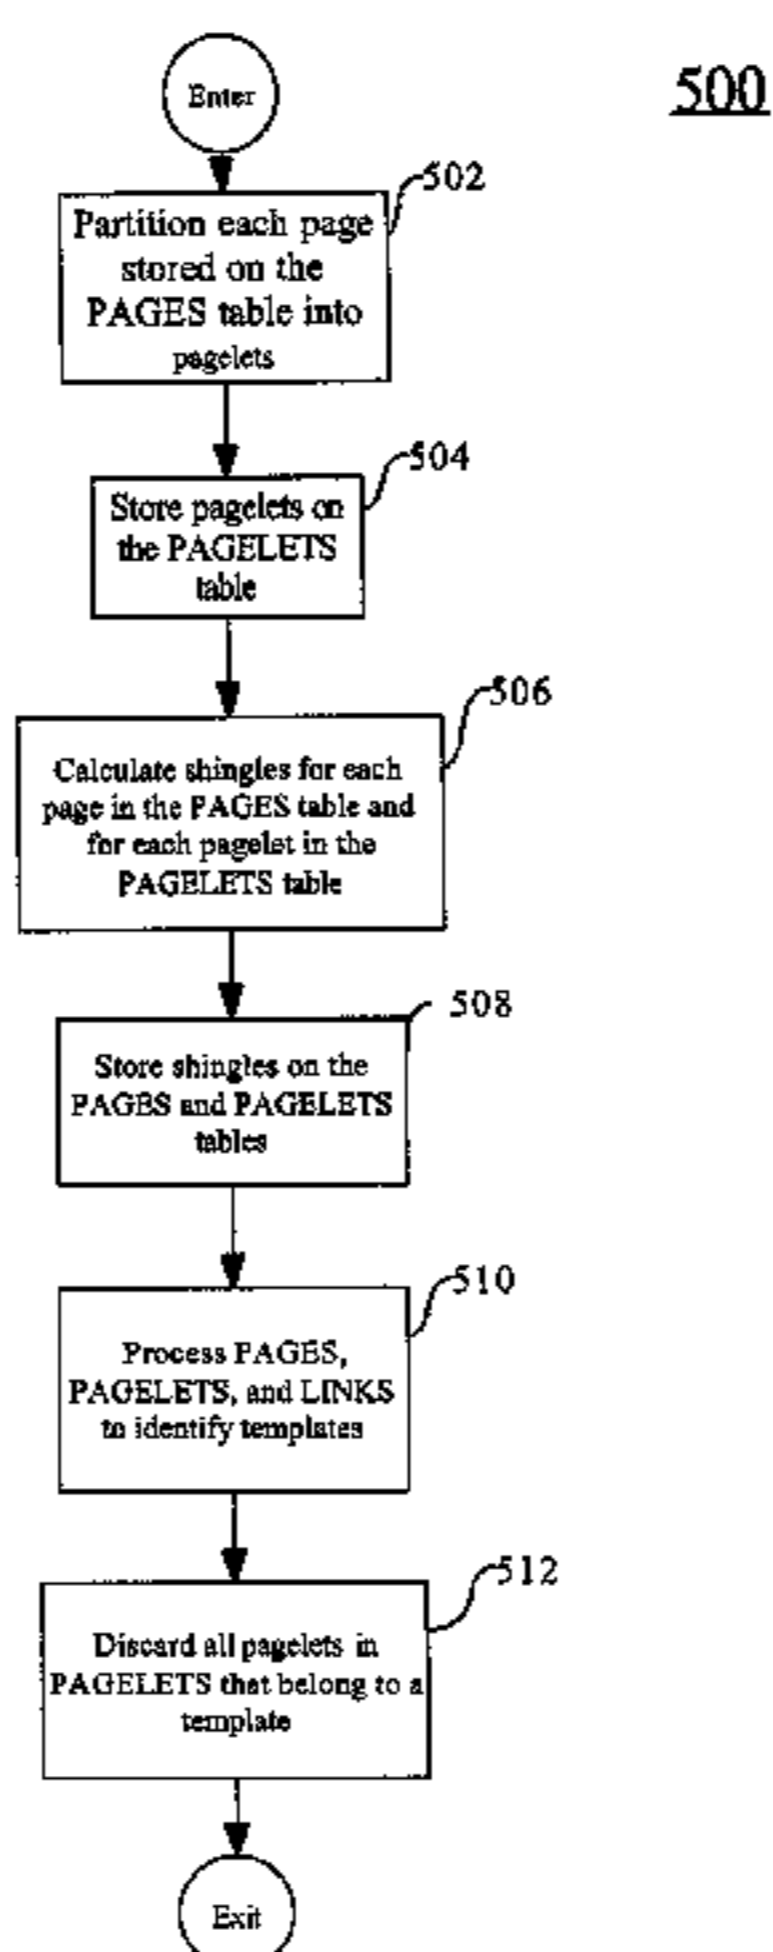 500
Enter
502
Partition each page
stored on the
PAGES table into
pagelets
504
Store pagelets on
the PAGELETS
table
506
Calculate shingles for each
page in the PAGES table and
for each pagelet in the
PAGELETS table
508
Store shingles on the
PAGES and PAGELETS
tables
510
Process PAGES,
PAGELETS, and LINKS
to identify templates
512
Discard all pagelets in
PAGELETS that belong to a
template
Exit